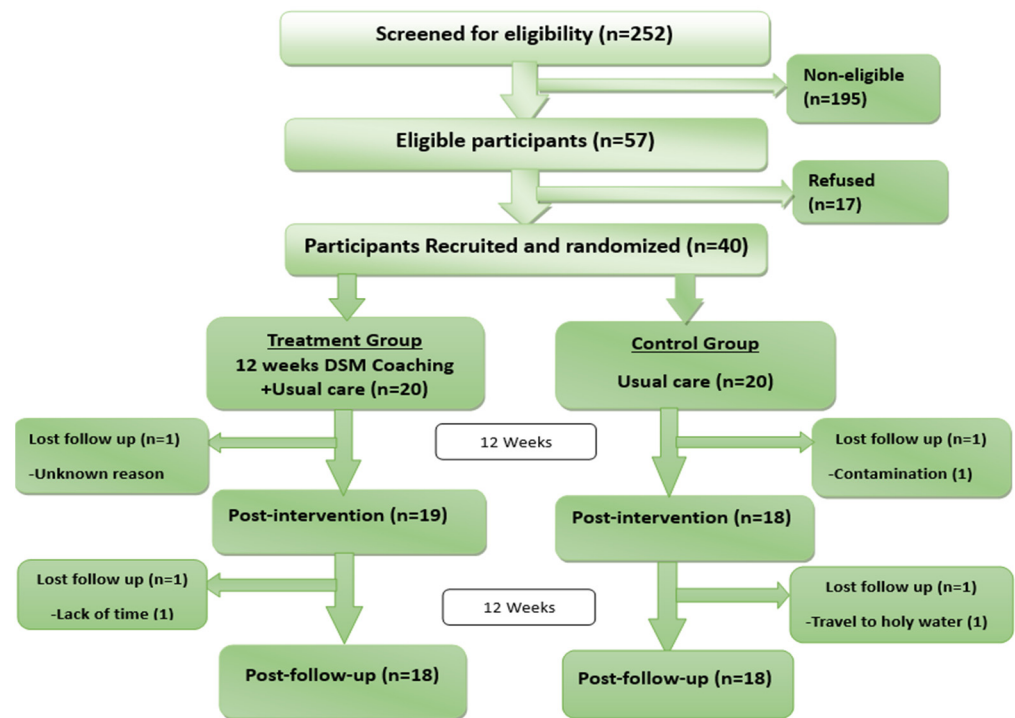 Screened for eligibility (n=252)
Non-eligible
(n=195)
Eligible participants (n=57)
Refused
(n=17)
Participants Recruited and randomized (n=40)
Treatment Group
12 weeks DSM Coaching
+Usual care (n=20)
Control Group
Usual care (n=20)
Lost follow up (n=1)
-Unknown reason
12 Weeks
Lost follow up (n=1)
-Contamination (1)
Post-intervention (n=19)
Post-intervention (n=18)
Lost follow up (n=1)
-Lack of time (1)
12 Weeks
Lost follow up (n=1)
-Travel to holy water (1)
Post-follow-up (n=18)
Post-follow-up (n=18)